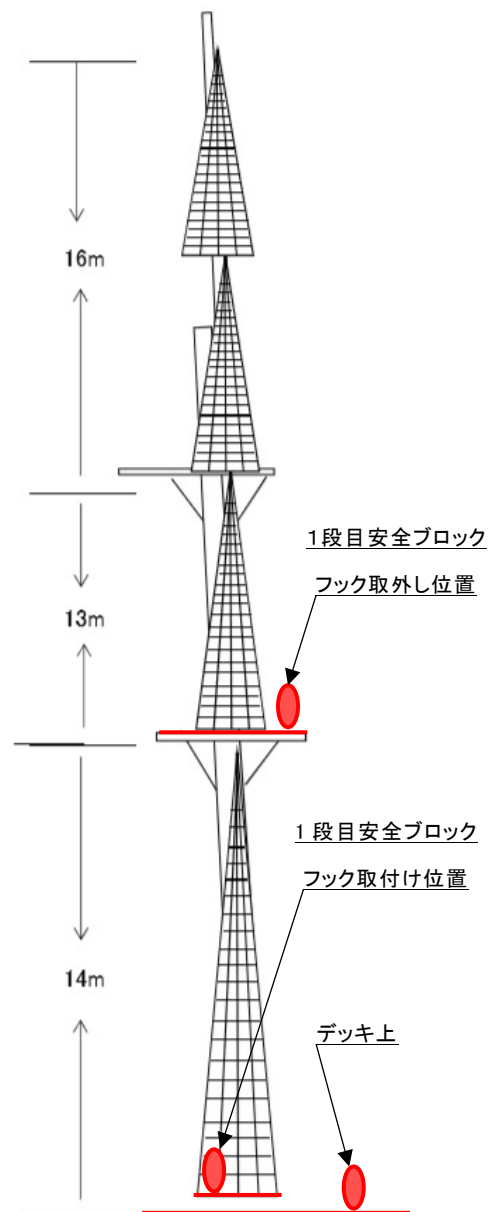 16m
1段目安全ブロック
フック取外し位置
13m
1 段目安全ブロック
フック取付け位置
14m
デッキ上